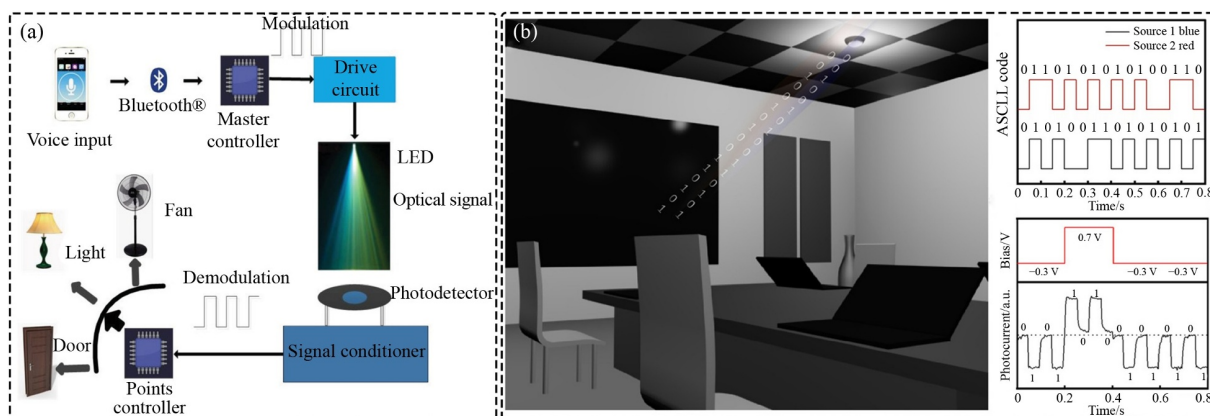 (a)
Modulation
Voice input
Bluetooth®
Master
controller
Drive
circuit
LED
Optical signal
Fan
Light
Door
Demodulation
Photodetector
Signal conditioner
Points
controller
(b)
Source 1 blue
Source 2 red
ASCLL code
0 1 1 0 1 0 1 0 1 0 1 0 0 1 1 0
0 1 0 1 0 0 1 1 0 1 0 1 0 1 0 1
0 0.1 0.2 0.3 0.4 0.5 0.6 0.7 0.8
Time/s
Bias/V
0.7 V
−0.3 V
−0.3 V −0.3 V
Photocurrent/a.u.
1 1
0 0
0 0
0 0 0 0
1 1
1 1 1 1
0 0.2 0.4 0.6 0.8
Time/s